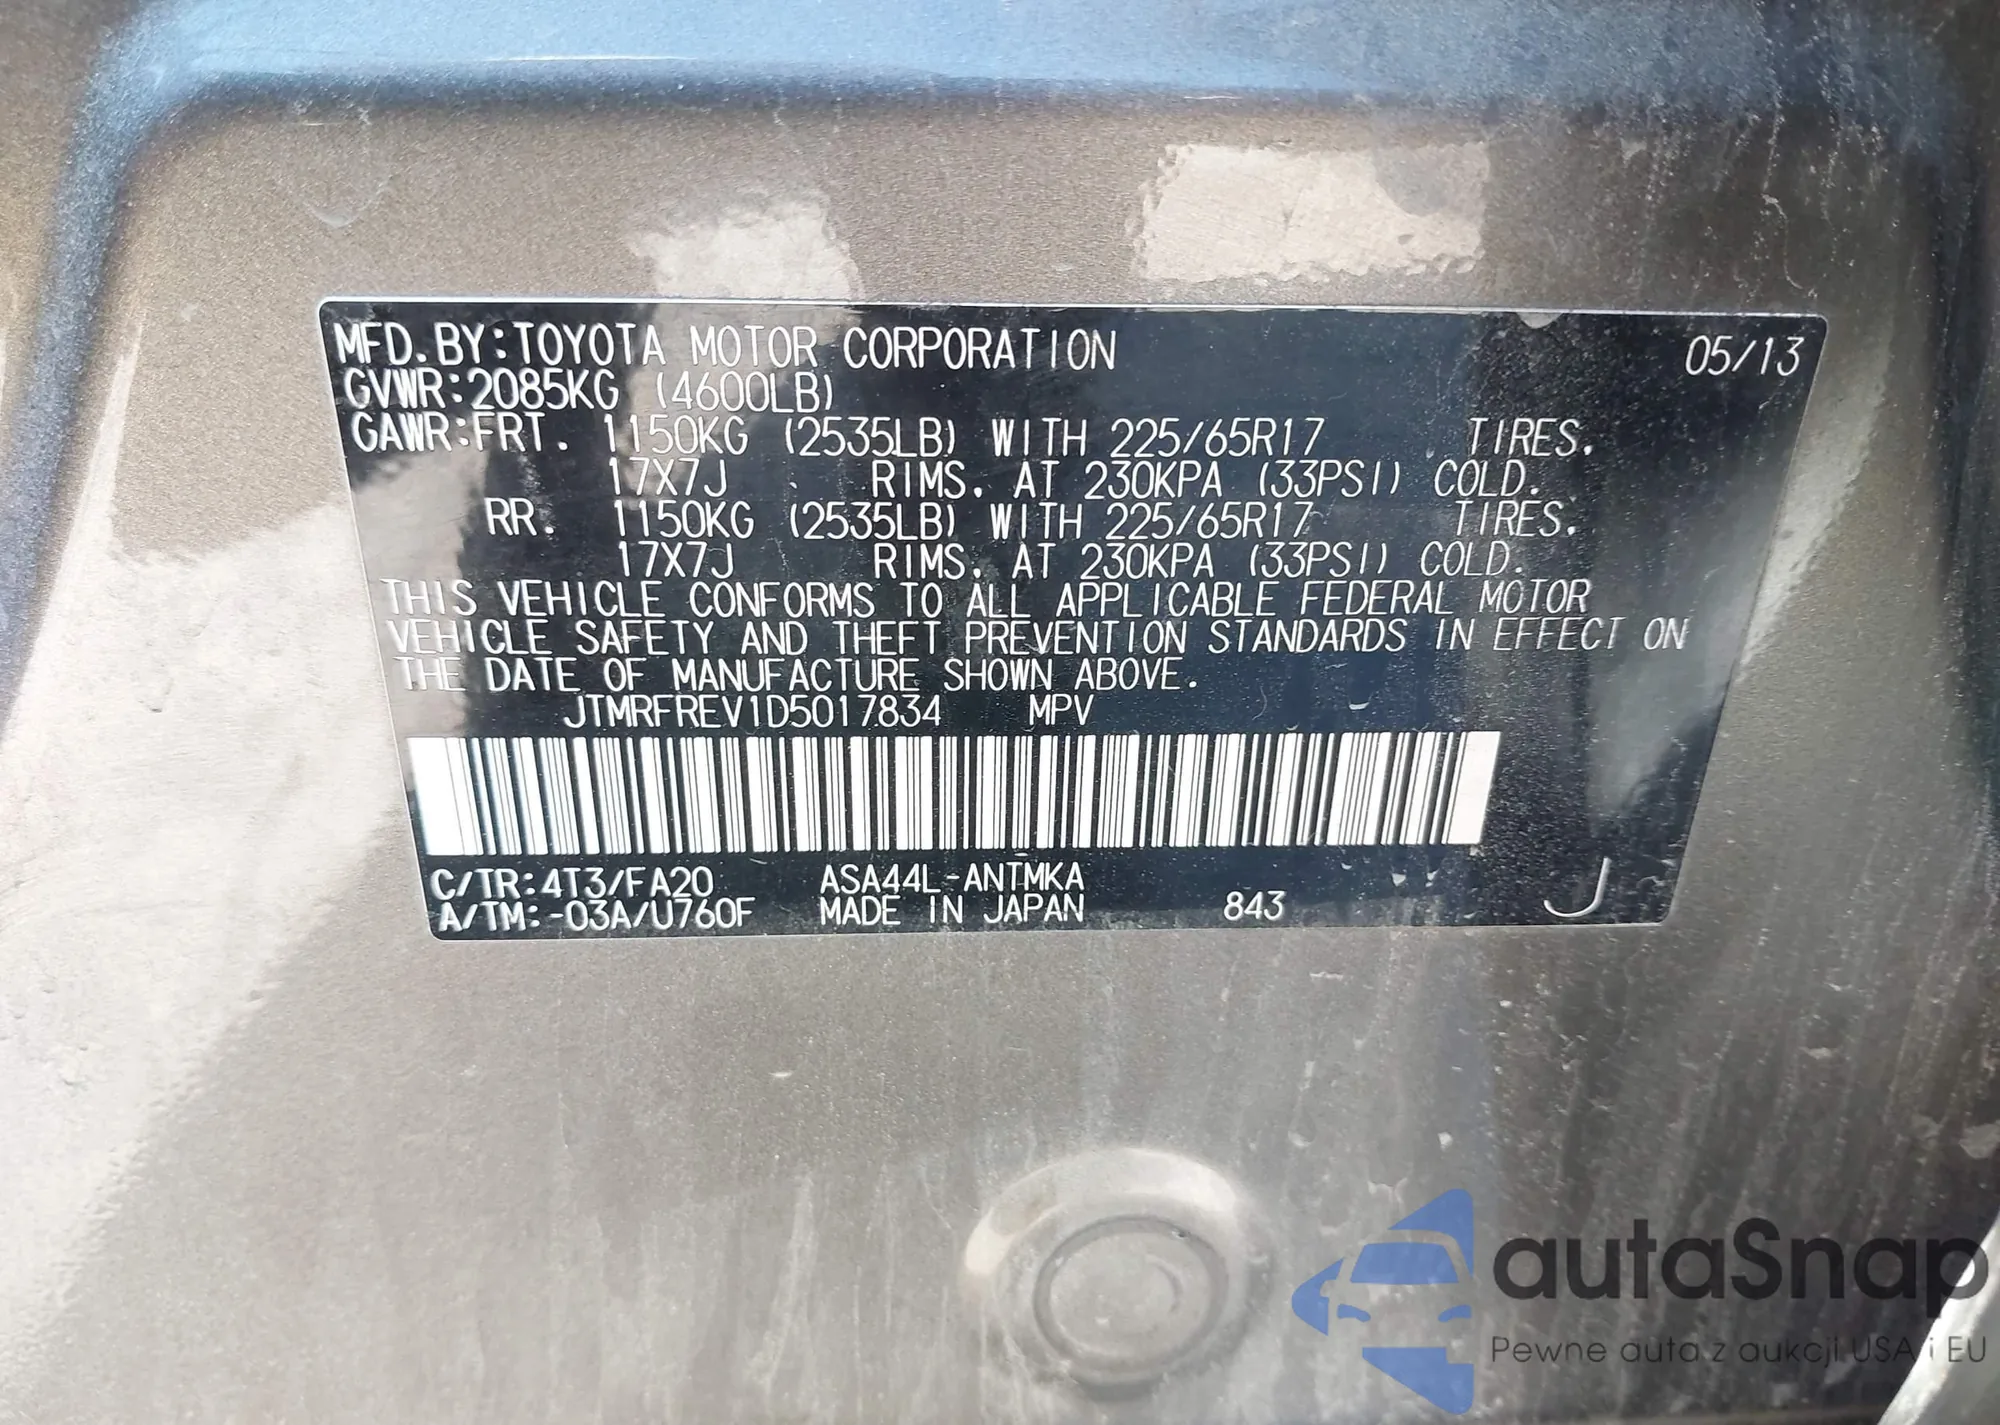 MFD.BY:TOYOTA MOTOR CORPORATION 05/13
GVWR:2085KG (4600LB)
GAWR:FRT. 1150KG (2535LB) WITH 225/65R17 TIRES.
17X7J RIMS. AT 230KPA (33PSI) COLD.
RR. 1150KG (2535LB) WITH 225/65R17 TIRES.
17X7J RIMS. AT 230KPA (33PSI) COLD.
THIS VEHICLE CONFORMS TO ALL APPLICABLE FEDERAL MOTOR
VEHICLE SAFETY AND THEFT PREVENTION STANDARDS IN EFFECT ON
THE DATE OF MANUFACTURE SHOWN ABOVE.
JTMRFREV1D5017834 MPV
C/TR:4T3/FA20 ASA44L-ANTMKA
A/TM:-03A/U760F MADE IN JAPAN 843 J
autaSnap
Pewne auta z aukcji USA i EU